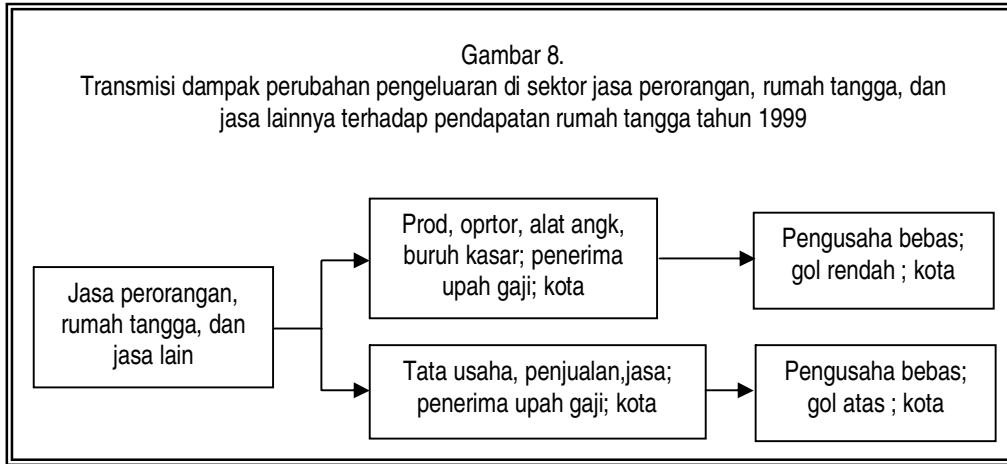 Gambar 8.
Transmisi dampak perubahan pengeluaran di sektor jasa perorangan, rumah tangga, dan
jasa lainnya terhadap pendapatan rumah tangga tahun 1999
Jasa perorangan,
rumah tangga, dan
jasa lain
Prod, oprtor, alat angk,
buruh kasar; penerima
upah gaji; kota
Pengusaha bebas;
gol rendah ; kota
Tata usaha, penjualan,jasa;
penerima upah gaji; kota
Pengusaha bebas;
gol atas ; kota